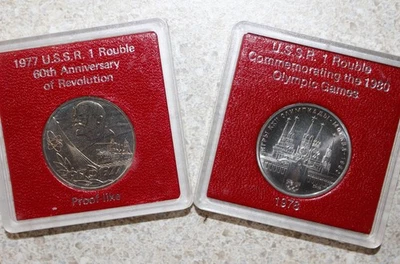 1977 U.S.S.R. 1 Rouble
60th Anniversary
of Revolution
Proof-like
U.S.S.R. 1 Rouble
Commemorating the 1980
Olympic Games
1978